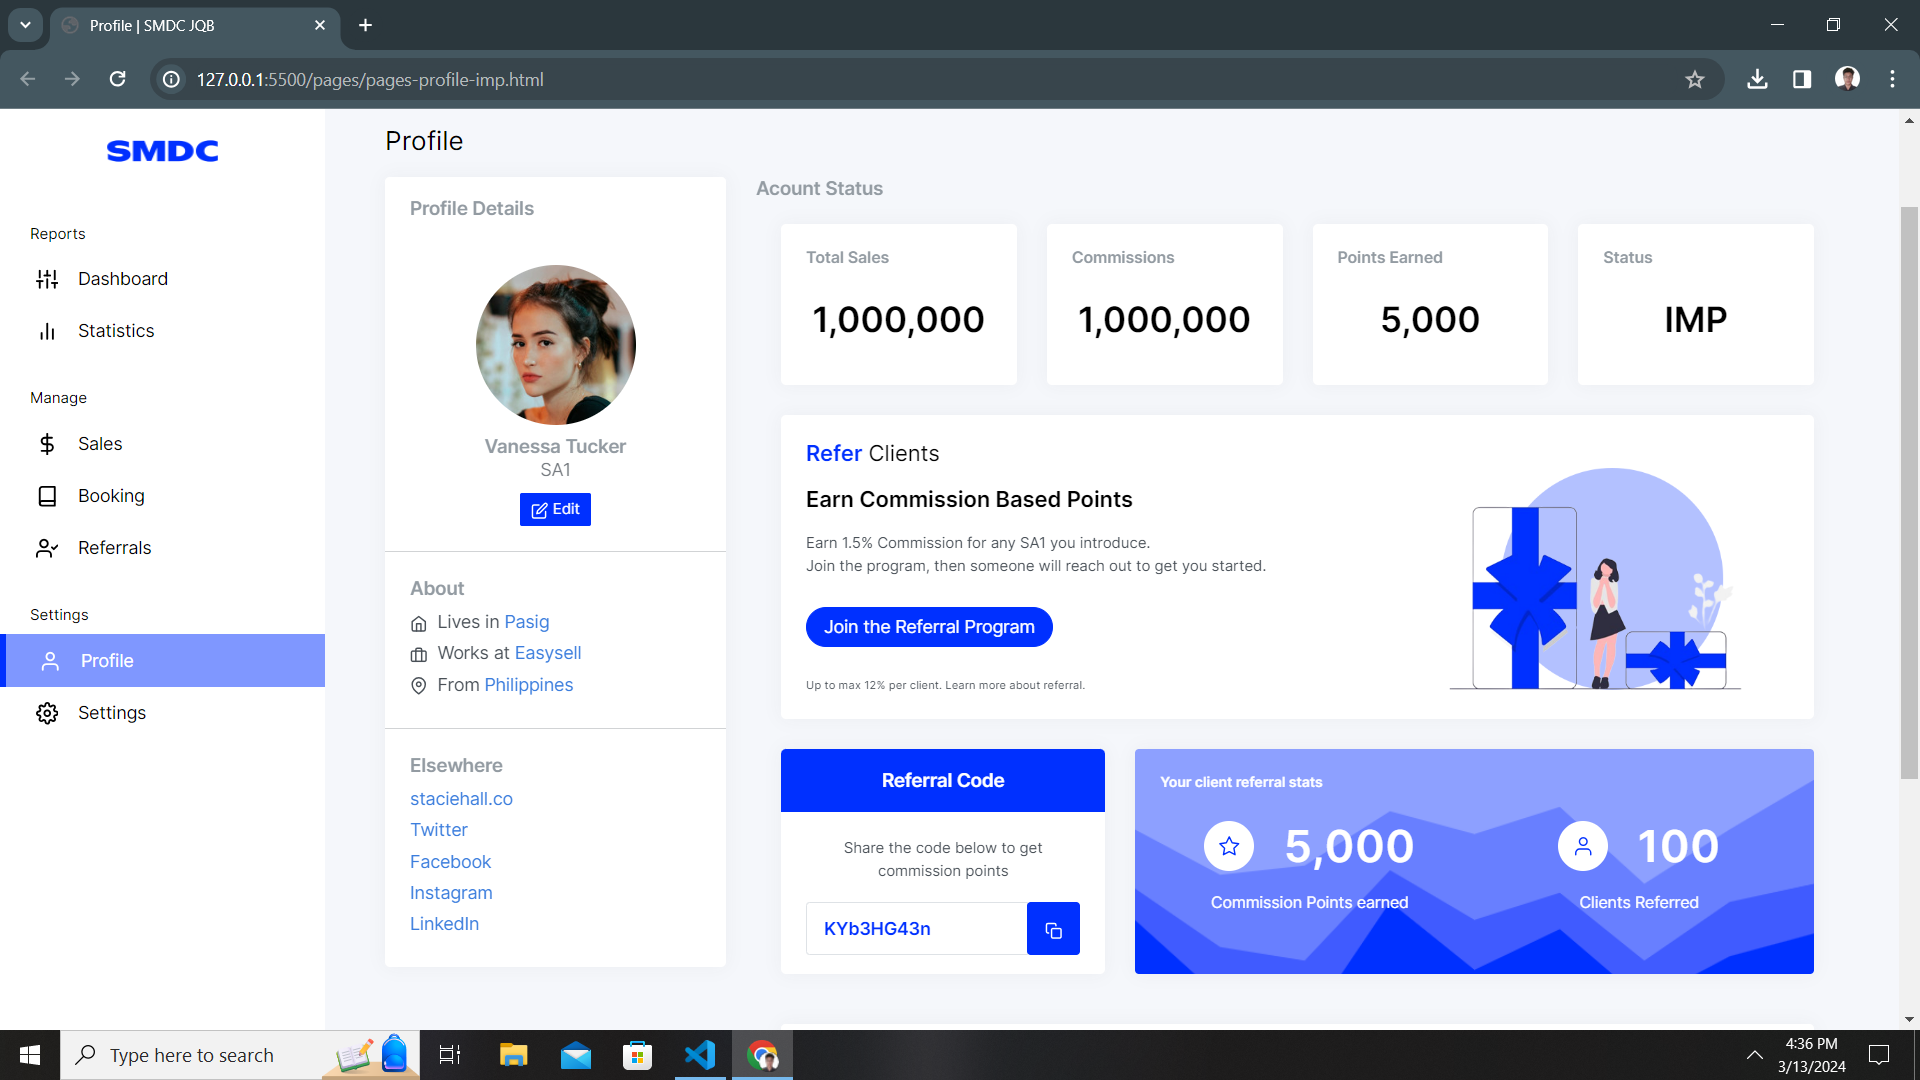 Profile | SMDC JQB
127.0.0.1:5500/pages/pages-profile-imp.html
SMDC
Reports
Dashboard
Statistics
Manage
Sales
Booking
Referrals
Settings
Profile
Settings
Profile
Profile Details
Vanessa Tucker
SA1
Edit
About
Lives in Pasig
Works at Easysell
From Philippines
Elsewhere
staciehall.co
Twitter
Facebook
Instagram
LinkedIn
Acount Status
Total Sales
1,000,000
Commissions
1,000,000
Points Earned
5,000
Status
IMP
Refer Clients
Earn Commission Based Points
Earn 1.5% Commission for any SA1 you introduce.
Join the program, then someone will reach out to get you started.
Join the Referral Program
Up to max 12% per client. Learn more about referral.
Referral Code
Share the code below to get
commission points
KYb3HG43n
Your client referral stats
5,000
Commission Points earned
100
Clients Referred
Type here to search
4:36 PM
3/13/2024